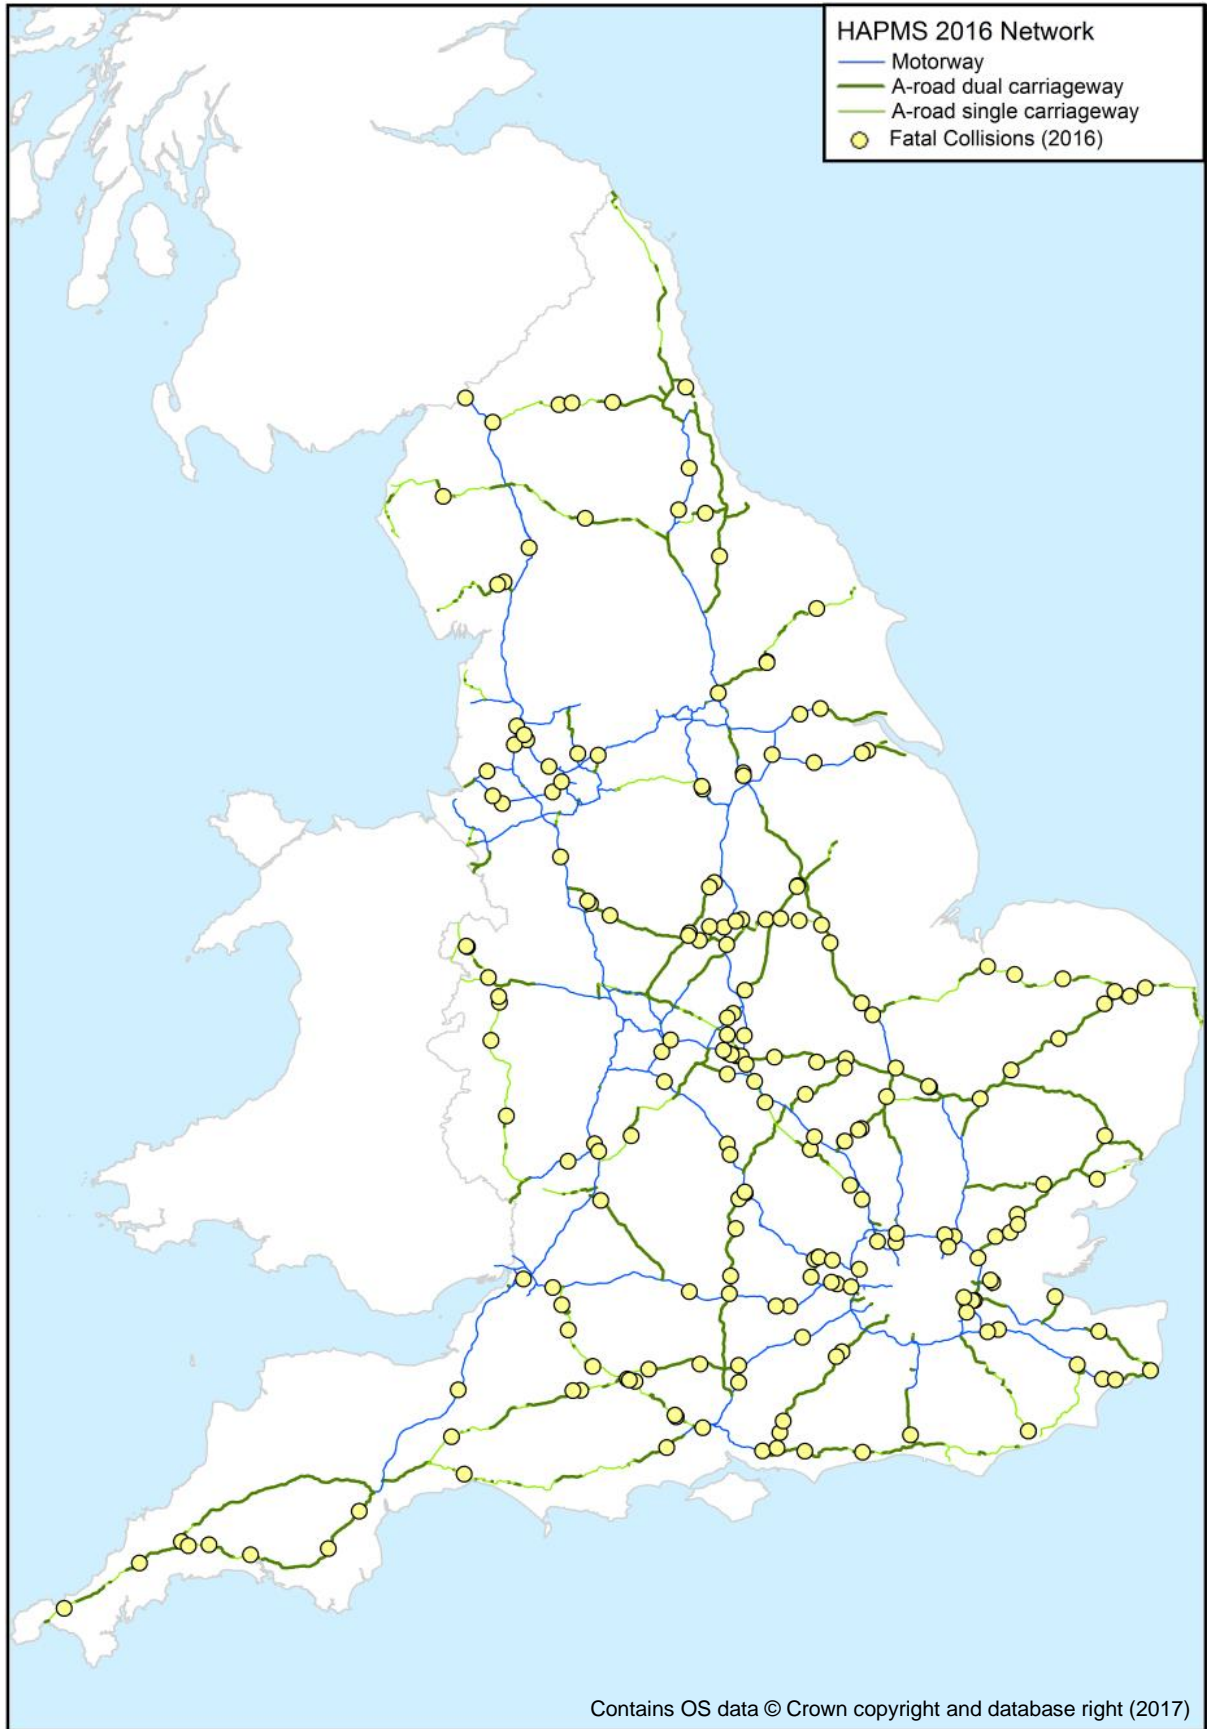 HAPMS 2016 Network
Motorway
A-road dual carriageway
A-road single carriageway
Fatal Collisions (2016)
Contains OS data © Crown copyright and database right (2017)